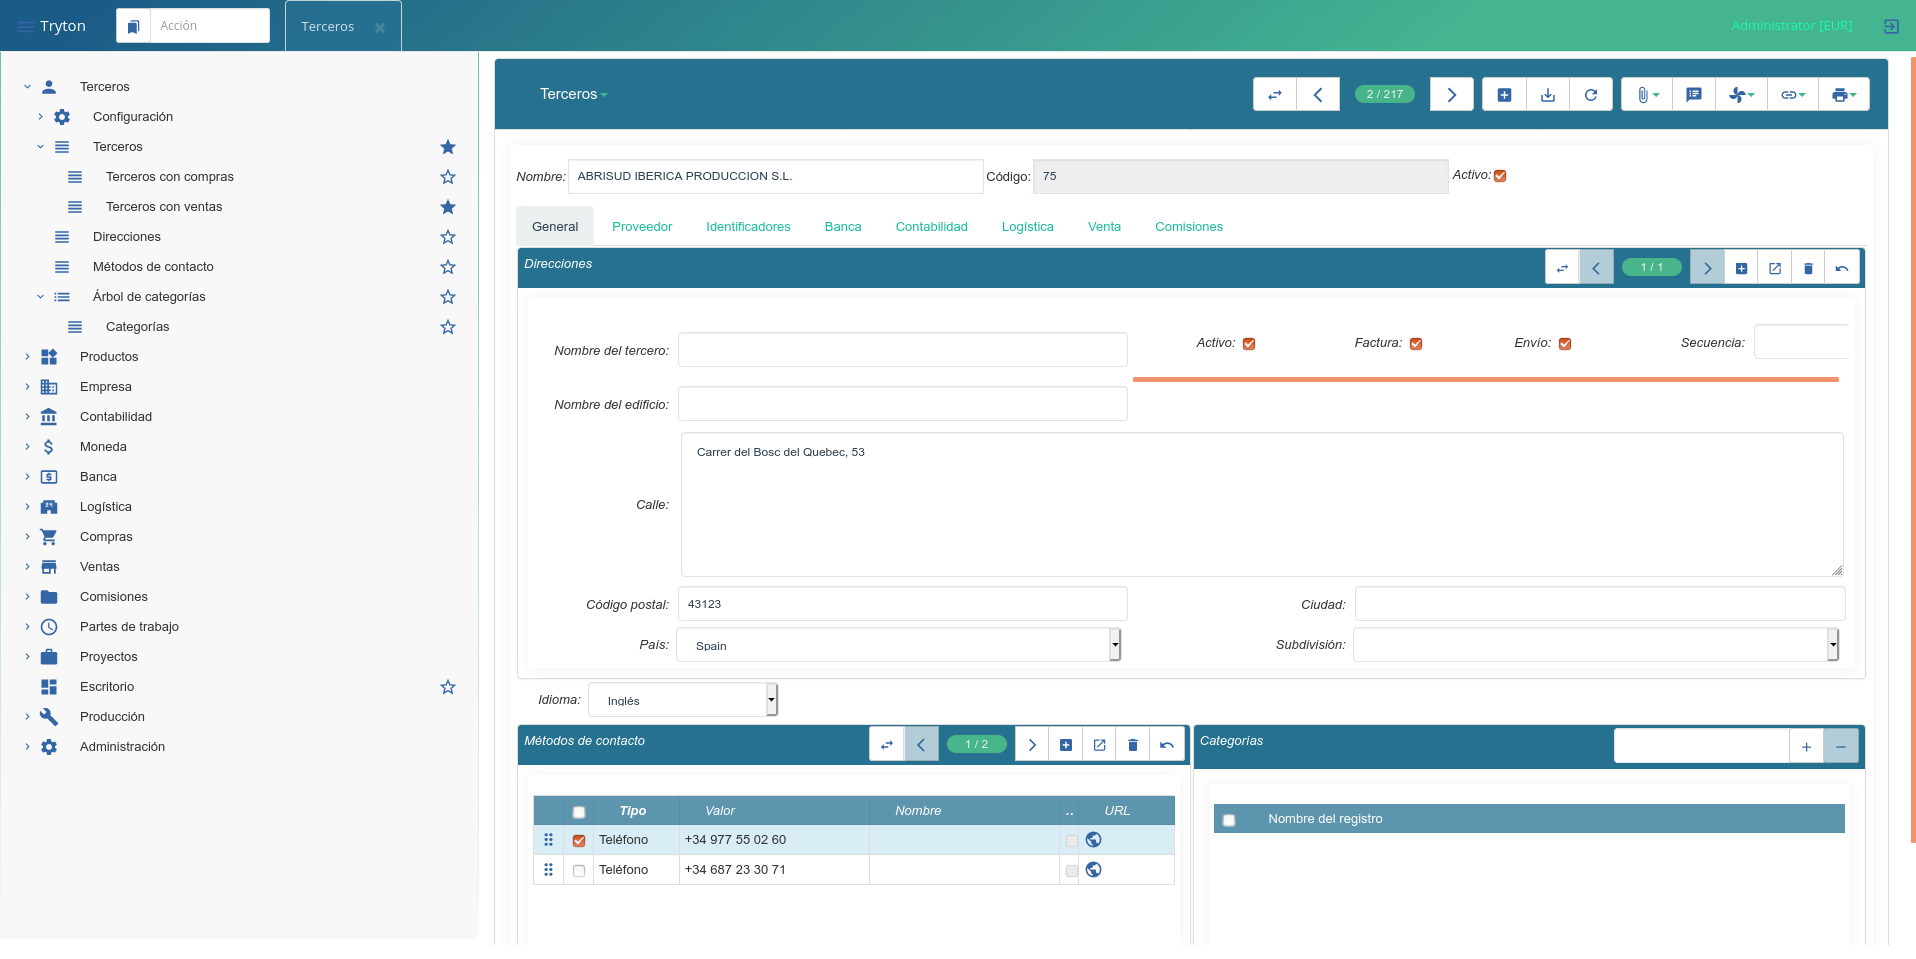 Tryton
Acción
Terceros
Administrator [EUR]
Terceros
Configuración
Terceros
Terceros con compras
Terceros con ventas
Direcciones
Métodos de contacto
Árbol de categorías
Categorías
Productos
Empresa
Contabilidad
Moneda
Banca
Logística
Compras
Ventas
Comisiones
Partes de trabajo
Proyectos
Escritorio
Producción
Administración
Terceros
2 / 217
Nombre: ABRISUD IBERICA PRODUCCION S.L. Código: 75 Activo:
General Proveedor Identificadores Banca Contabilidad Logística Venta Comisiones
Direcciones 1 / 1
Nombre del tercero: Activo: Factura: Envío: Secuencia:
Nombre del edificio:
Calle: Carrer del Bosc del Quebec, 53
Código postal: 43123 Ciudad:
País: Spain Subdivisión:
Idioma: Inglés
Métodos de contacto 1 / 2
Tipo Valor Nombre .. URL
Teléfono +34 977 55 02 60
Teléfono +34 687 23 30 71
Categorías
Nombre del registro